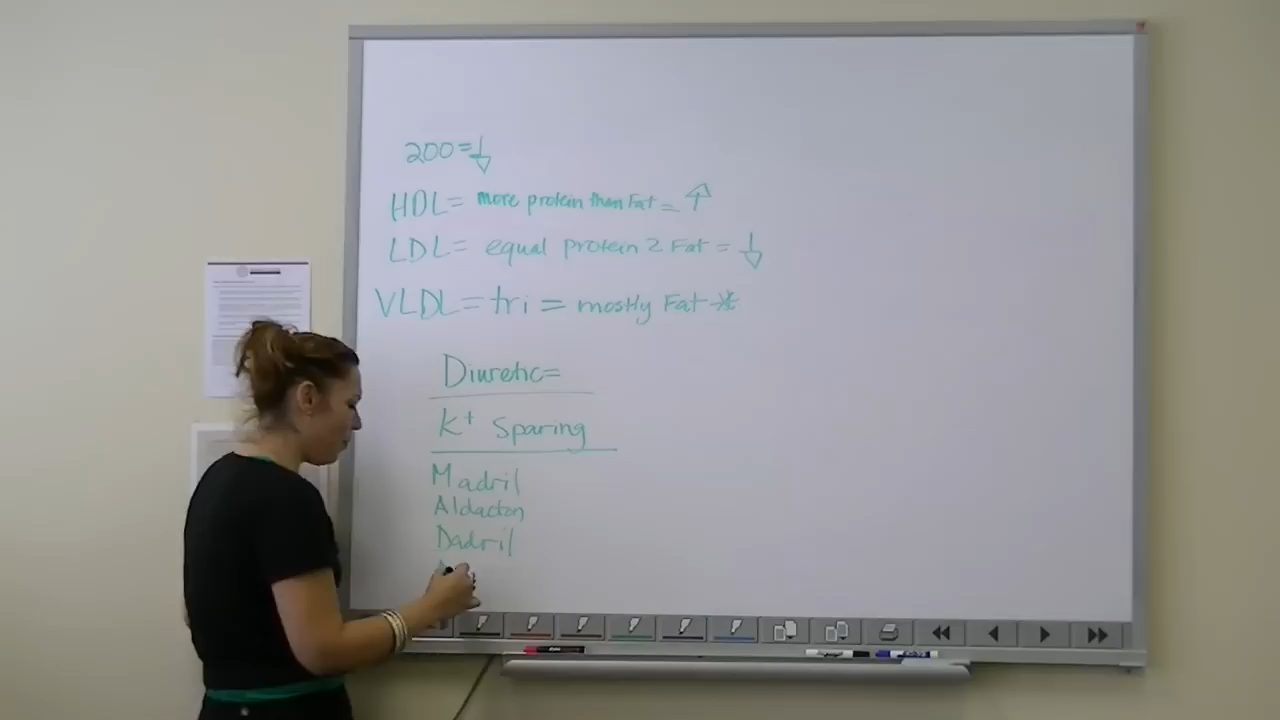 200=↓
HDL= more protein than Fat = ↑
LDL= equal protein 2 Fat = ↓
VLDL= tri = mostly Fat *
Diuretic=
K+ Sparing
Madril
Aldacton
Dadril